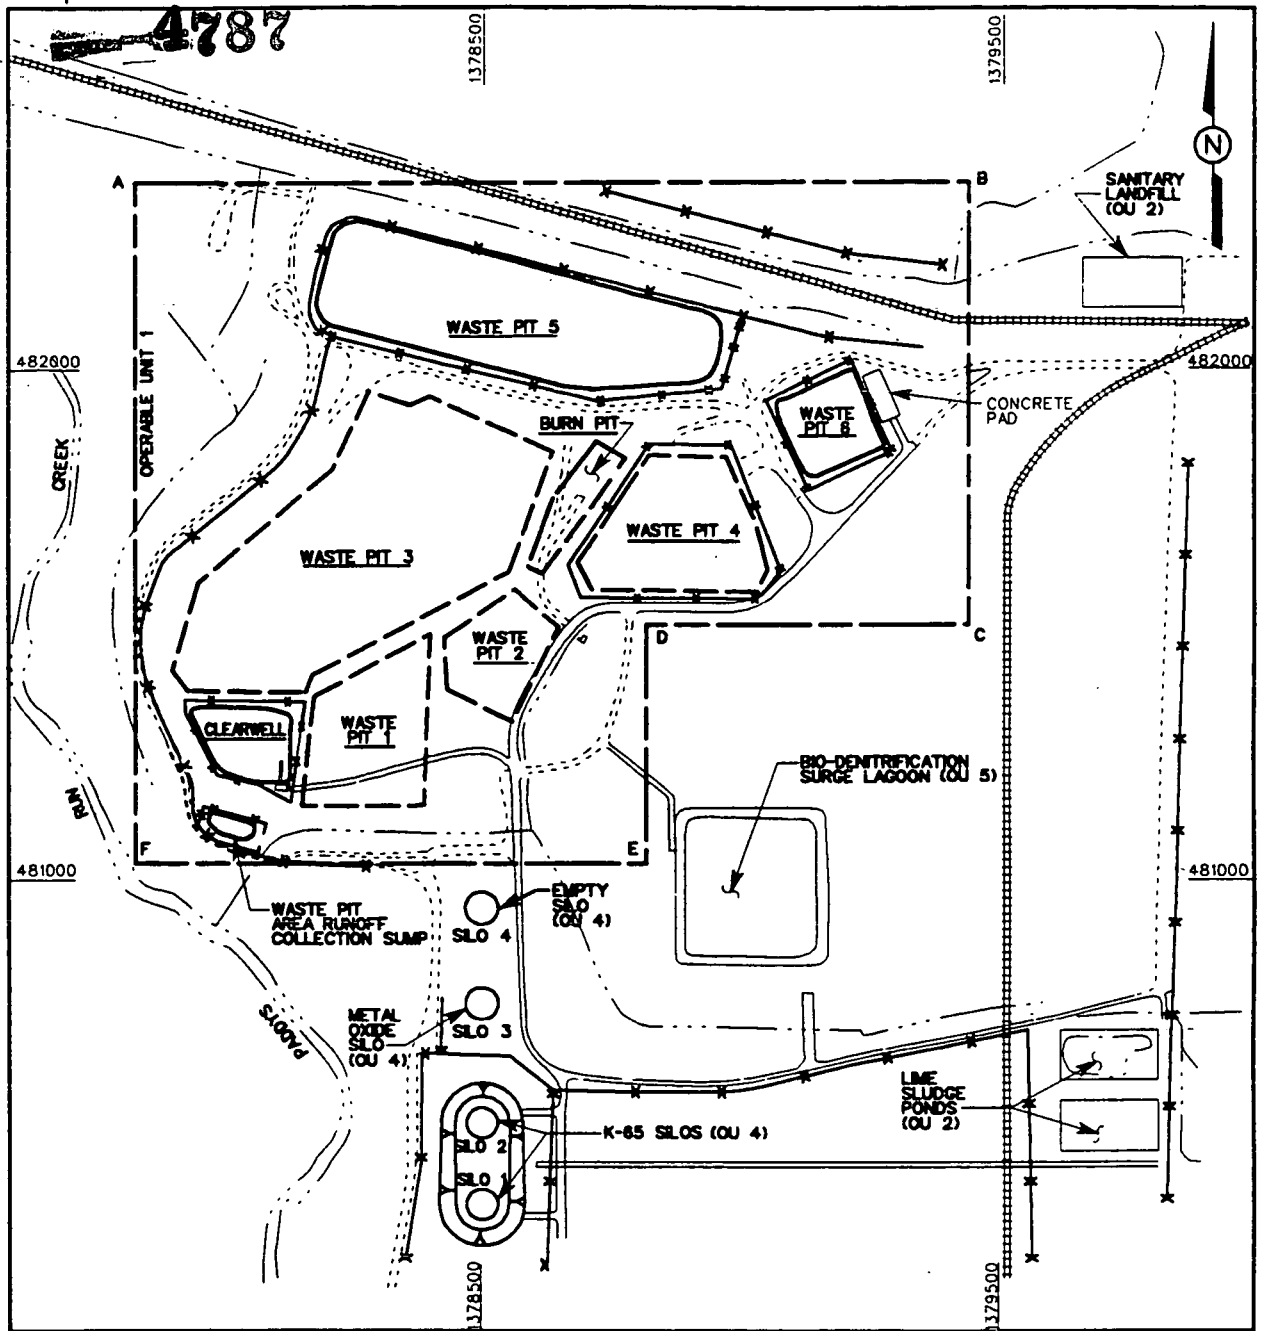 4787
1378500
1379500
N
A
B
SANITARY
LANDFILL
(OU 2)
WASTE PIT 5
OPERABLE UNIT 1
482000
482000
CONCRETE
PAD
WASTE
PIT 6
BURN PIT
CREEK
WASTE PIT 4
WASTE PIT 3
D
C
WASTE
PIT 2
CLEARWELL
WASTE
PIT 1
BIO-DENITRIFICATION
SURGE LAGOON (OU 5)
RUN
F
E
481000
481000
EMPTY
SILO
(OU 4)
WASTE PIT
AREA RUNOFF
COLLECTION SUMP
SILO 4
PADDYS
METAL
OXIDE
SILO
(OU 4)
SILO 3
LIME
SLUDGE
PONDS
(OU 2)
K-65 SILOS (OU 4)
SILO 2
SILO 1
1378500
1379500